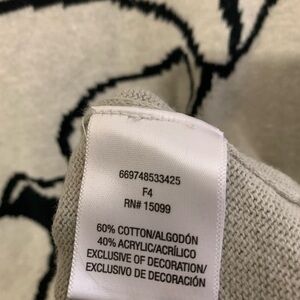 669748533425
F4
RN# 15099
60% COTTON/ALGODÓN
40% ACRYLIC/ACRÍLICO
EXCLUSIVE OF DECORATION/
EXCLUSIVO DE DECORACIÓN